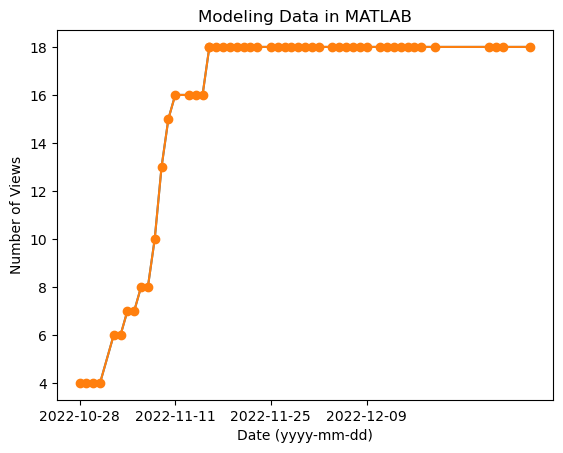 Modeling Data in MATLAB
18
16
14
12
10
8
6
4
Number of Views
2022-10-28 2022-11-11 2022-11-25 2022-12-09
Date (yyyy-mm-dd)